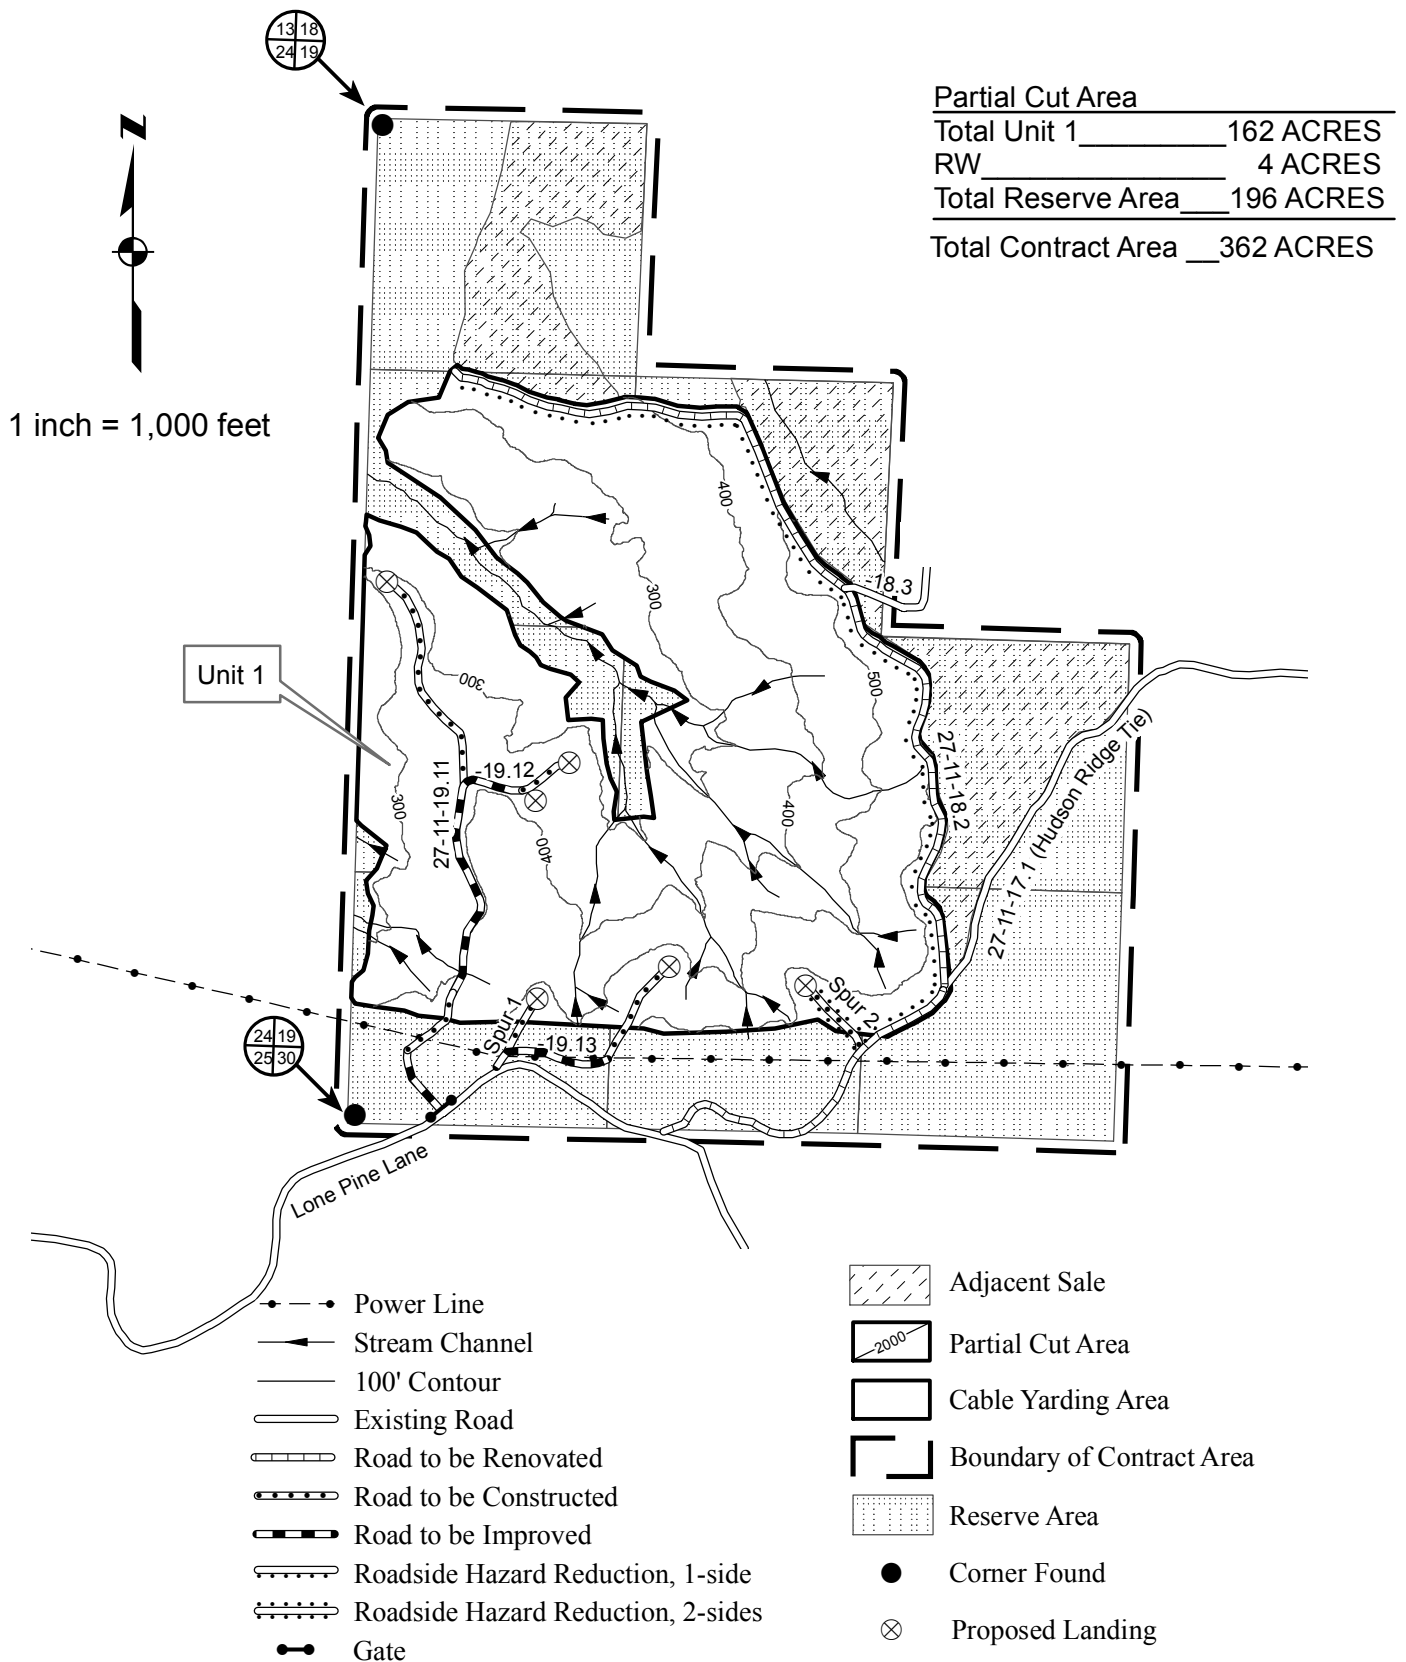 13 18
24 19
Z
1 inch = 1,000 feet
Partial Cut Area
Total Unit 1_________162 ACRES
RW_______________ 4 ACRES
Total Reserve Area___196 ACRES
Total Contract Area __362 ACRES
400
300
-18.3
Unit 1
300
500
27-11-18.2
27-11-17.1 (Hudson Ridge Tie)
-19.12
27-11-19.11
300
400
400
Spur 1
Spur 2
-19.13
24 19
25 30
Lone Pine Lane
Power Line
Stream Channel
100' Contour
Existing Road
Road to be Renovated
Road to be Constructed
Road to be Improved
Roadside Hazard Reduction, 1-side
Roadside Hazard Reduction, 2-sides
Gate
Adjacent Sale
2000
Partial Cut Area
Cable Yarding Area
Boundary of Contract Area
Reserve Area
Corner Found
Proposed Landing